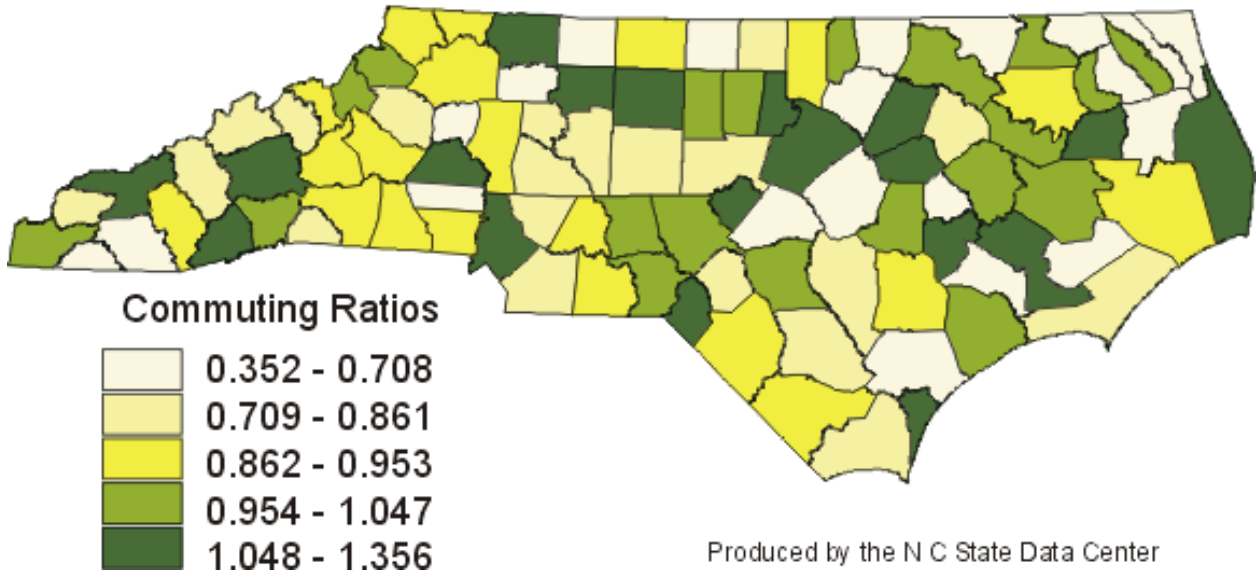 Commuting Ratios
0.352 - 0.708
0.709 - 0.861
0.862 - 0.953
0.954 - 1.047
1.048 - 1.356
Produced by the N C State Data Center